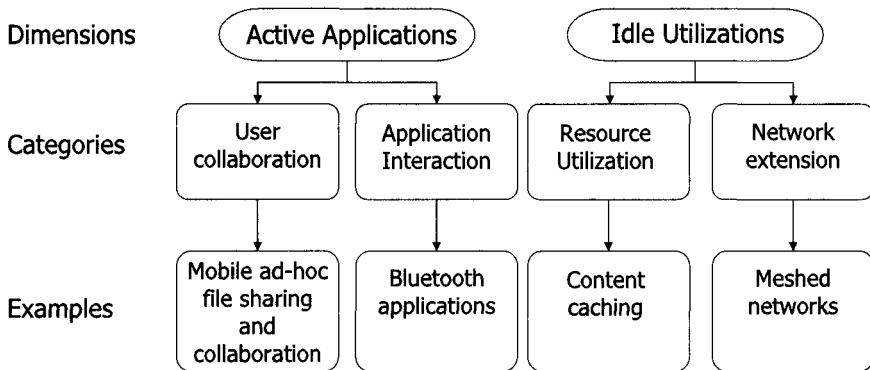 Dimensions
Active Applications
Idle Utilizations
Categories
User
collaboration
Application
Interaction
Resource
Utilization
Network
extension
Examples
Mobile ad-hoc
file sharing
and
collaboration
Bluetooth
applications
Content
caching
Meshed
networks